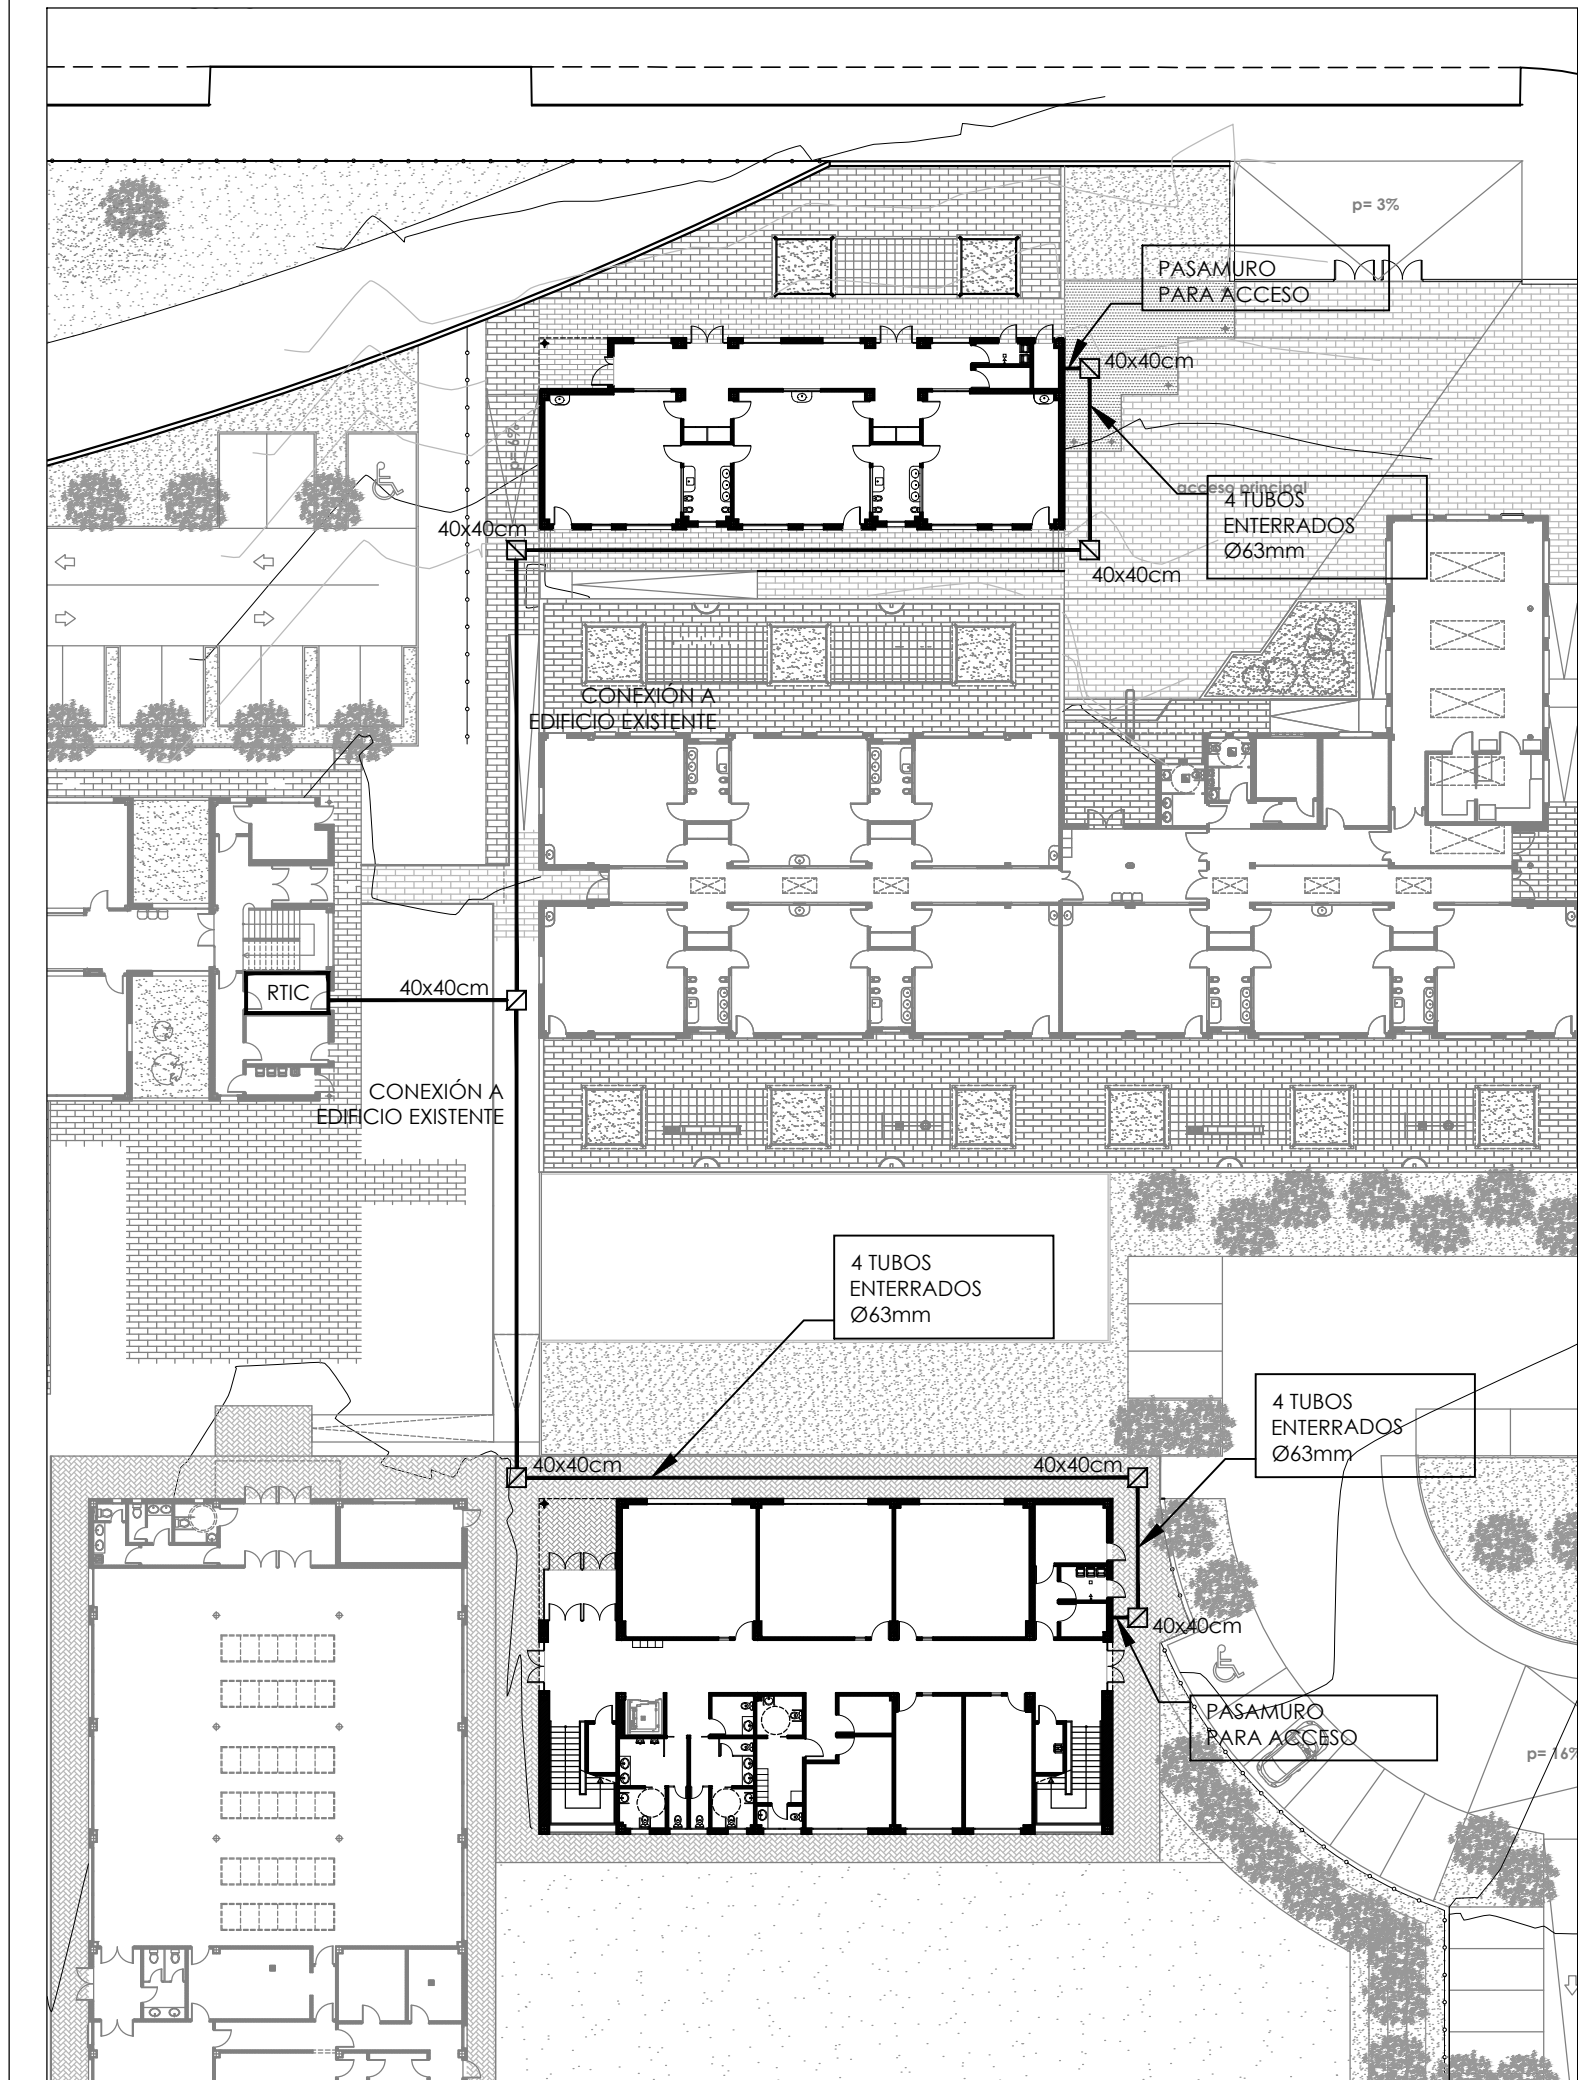 p= 3%
PASAMURO
PARA ACCESO
40x40cm
p=6%
acceso principal
4 TUBOS
ENTERRADOS
Ø63mm
40x40cm
40x40cm
CONEXIÓN A
EDIFICIO EXISTENTE
RTIC
40x40cm
CONEXIÓN A
EDIFICIO EXISTENTE
4 TUBOS
ENTERRADOS
Ø63mm
4 TUBOS
ENTERRADOS
Ø63mm
40x40cm
40x40cm
40x40cm
PASAMURO
PARA ACCESO
p= 16%